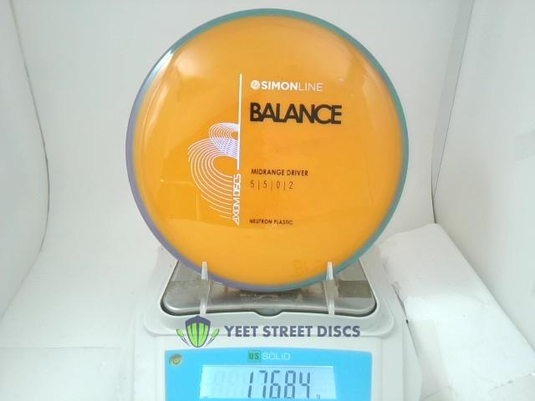 SIMONLINE
BALANCE
MIDRANGE DRIVER
5 | 5 | 0 | 2
AXIOM DISCS
NEUTRON PLASTIC
YEET STREET DISCS
US SOLID
176.84 g